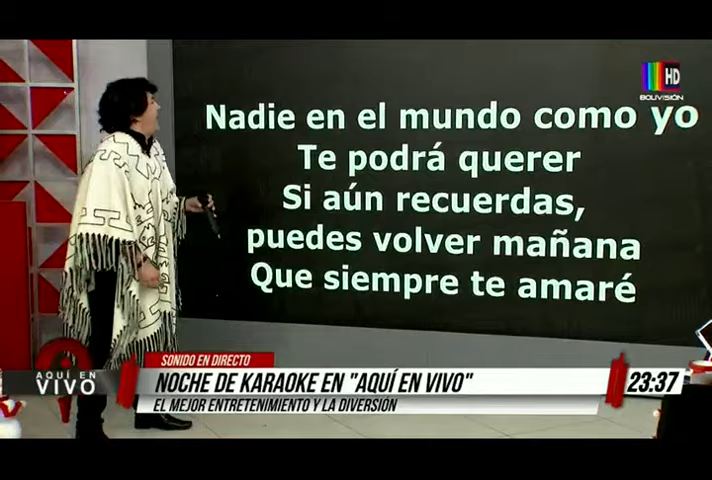 HD
BOLIVISIÓN
Nadie en el mundo como yo
Te podrá querer
Si aún recuerdas,
puedes volver mañana
Que siempre te amaré
SONIDO EN DIRECTO
AQUÍ EN
VIVO
NOCHE DE KARAOKE EN "AQUÍ EN VIVO"
23:37
EL MEJOR ENTRETENIMIENTO Y LA DIVERSIÓN